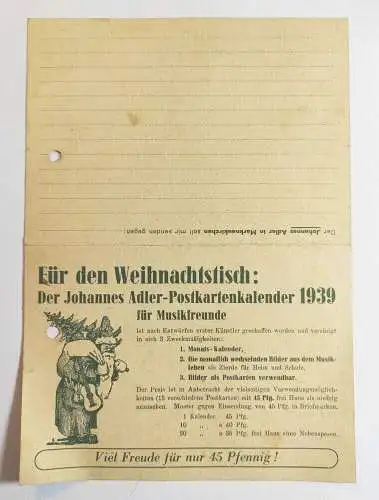 Der Johannes Adler in Markneukirchen soll mir senden gegen:
Für den Weihnachtstisch:
Der Johannes Adler-Postkartenkalender 1939
für Musikfreunde
ist nach Entwürfen erster Künstler geschaffen worden und vereinigt
in sich 3 Zweckmäßigkeiten:
1. Monats-Kalender,
2. Die monatlich wechselnden Bilder aus dem Musik-
leben als Zierde für Heim und Schule,
3. Bilder als Postkarten verwendbar.
Der Preis ist in Anbetracht der vielseitigen Verwendungsmöglich-
keiten (13 verschiedene Postkarten) mit 45 Pfg. frei Haus als niedrig
anzusehen. Muster gegen Einsendung von 45 Pfg. in Briefmarken.
1 Kalender 45 Pfg.
10 „ à 40 Pfg.
20 „ à 36 Pfg. frei Haus ohne Nebenspesen.
Viel Freude für nur 45 Pfennig!